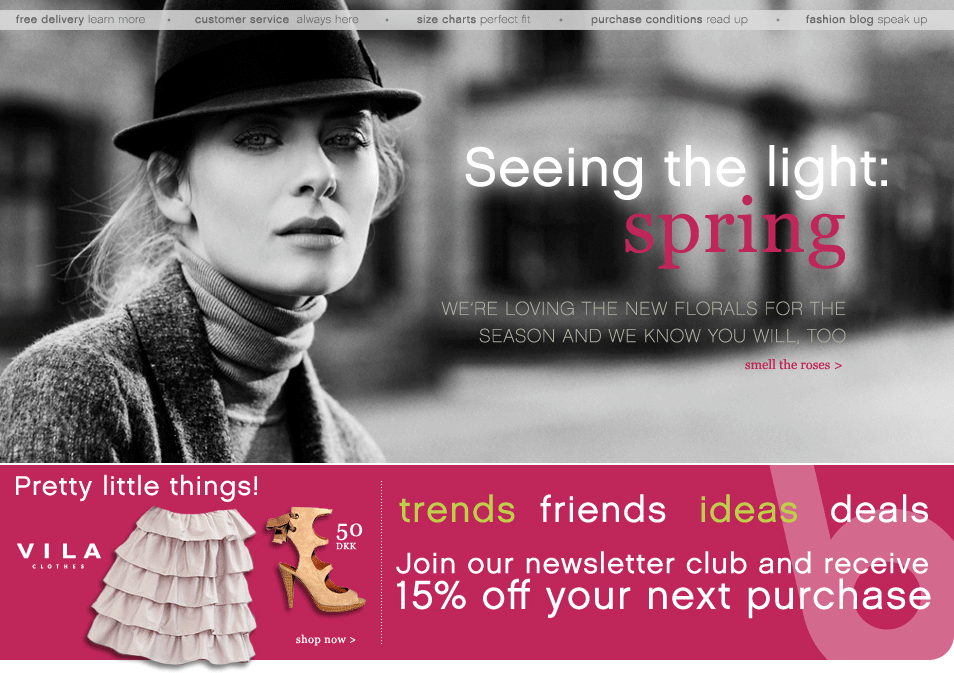 free delivery learn more • customer service always here • size charts perfect fit • purchase conditions read up • fashion blog speak up
Seeing the light:
spring
WE'RE LOVING THE NEW FLORALS FOR THE
SEASON AND WE KNOW YOU WILL, TOO
smell the roses >
Pretty little things!
VILA
CLOTHES
50
DKK
shop now >
trends friends ideas deals
Join our newsletter club and receive
15% off your next purchase
b